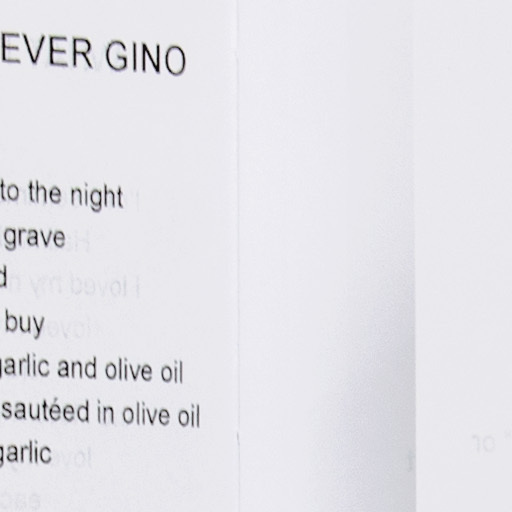 EVER GINO
to the night
grave
d
buy
garlic and olive oil
sautéed in olive oil
garlic